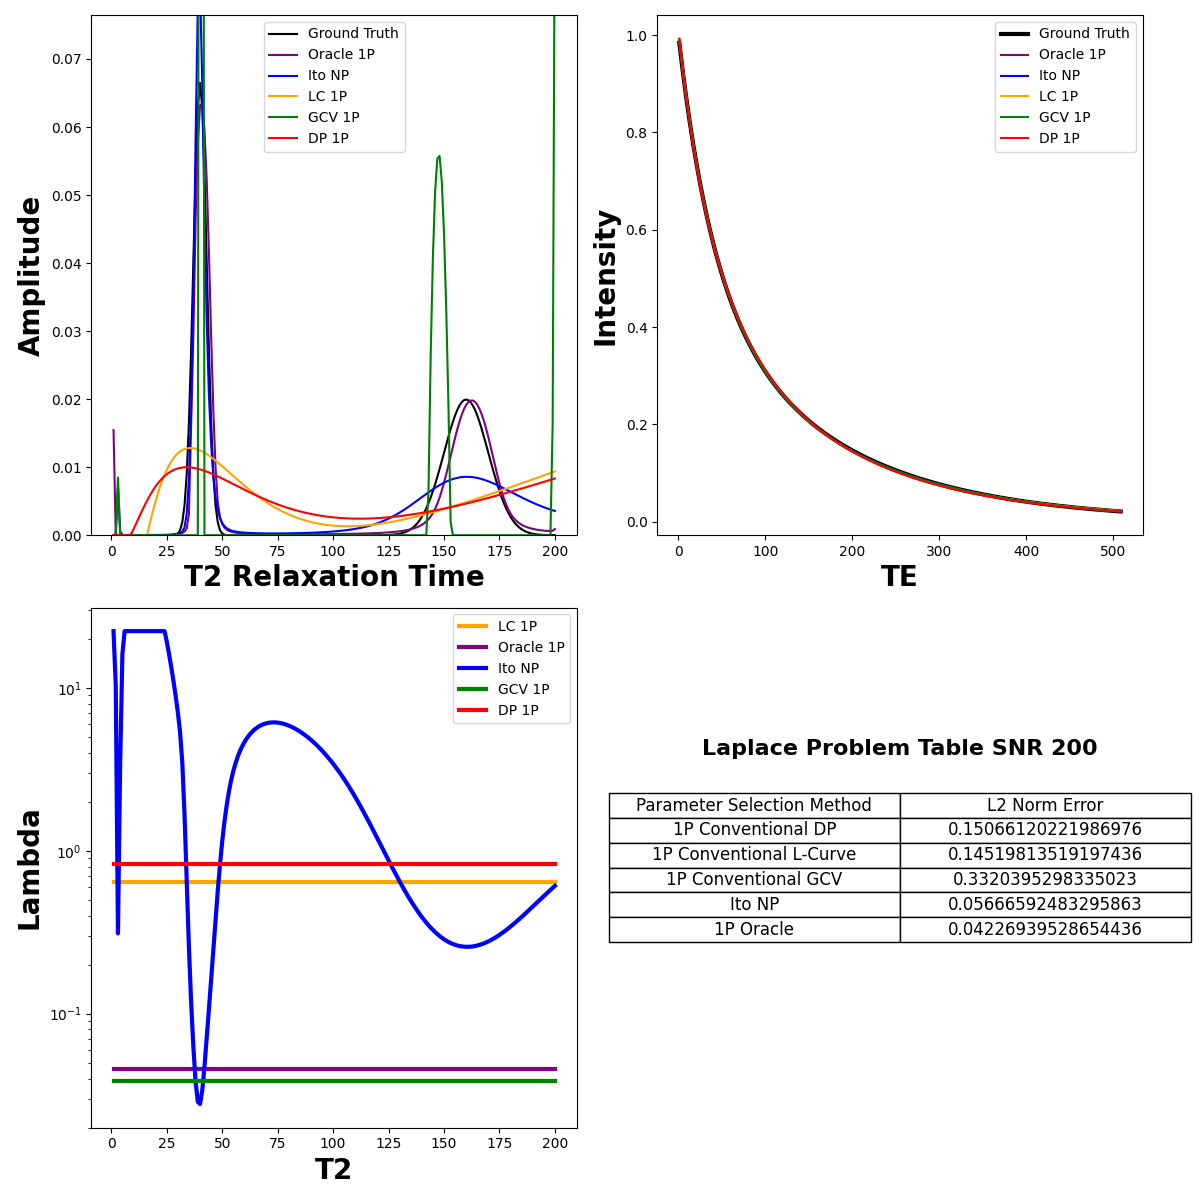 Ground Truth
Oracle 1P
Ito NP
LC 1P
GCV 1P
DP 1P
0.07
0.06
0.05
0.04
0.03
0.02
0.01
0.00
Amplitude
0 25 50 75 100 125 150 175 200
T2 Relaxation Time
Ground Truth
Oracle 1P
Ito NP
LC 1P
GCV 1P
DP 1P
1.0
0.8
0.6
0.4
0.2
0.0
Intensity
0 100 200 300 400 500
TE
LC 1P
Oracle 1P
Ito NP
GCV 1P
DP 1P
10¹
10⁰
10⁻¹
Lambda
0 25 50 75 100 125 150 175 200
T2
Laplace Problem Table SNR 200
Parameter Selection Method L2 Norm Error
1P Conventional DP 0.15066120221986976
1P Conventional L-Curve 0.14519813519197436
1P Conventional GCV 0.3320395298335023
Ito NP 0.05666592483295863
1P Oracle 0.04226939528654436